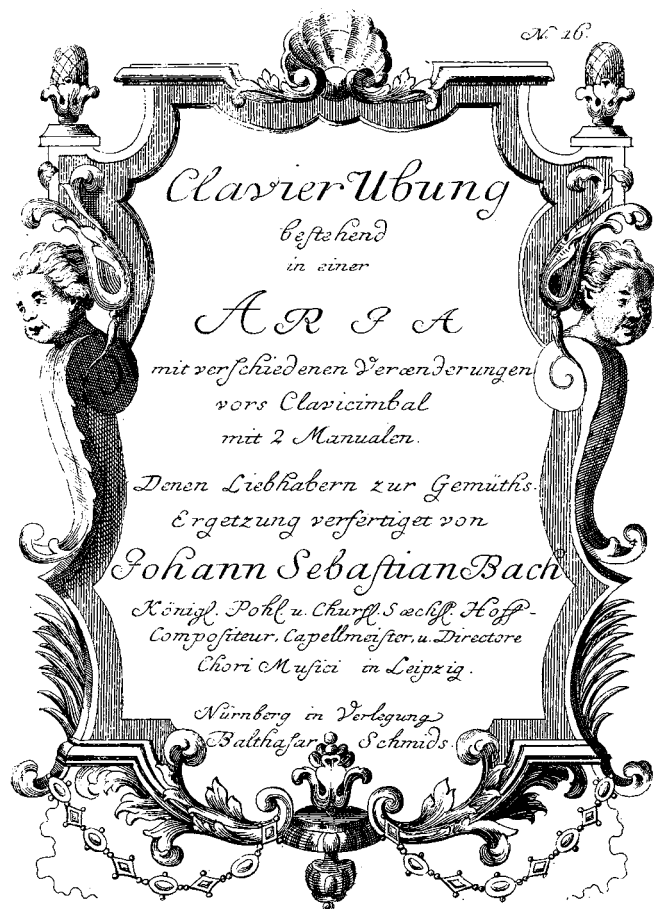 N. 16.
Clavier Ubung
bestehend
in einer
ARIA
mit verschiedenen Verænderungen
vors Clavicimbal
mit 2 Manualen.
Denen Liebhabern zur Gemüths-
Ergetzung verfertiget von
Johann Sebastian Bach
Königl. Pohl. u. Churfl. Sæchs. Hoff-
Compositeur, Capellmeister, u. Directore
Chori Musici in Leipzig.
Nürnberg in Verlegung
Balthasar Schmids.